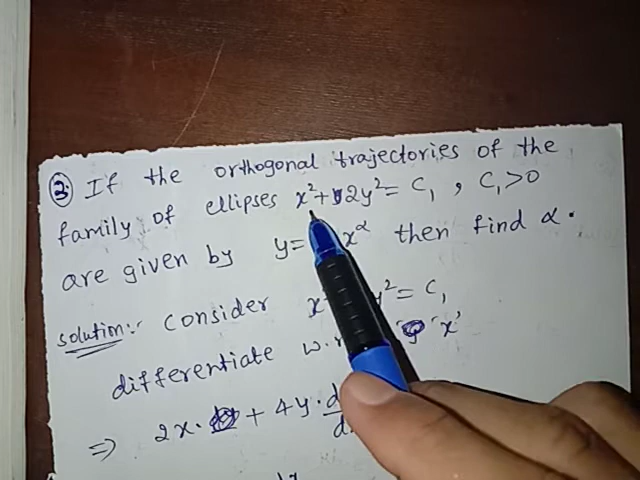 ③ If the orthogonal trajectories of the
family of ellipses x²+2y² = C₁ , C₁>0
are given by y= x^α then find α.
solution:- Consider x² y² = C₁
differentiate w.r. 'x'
⇒ 2x. + 4y.